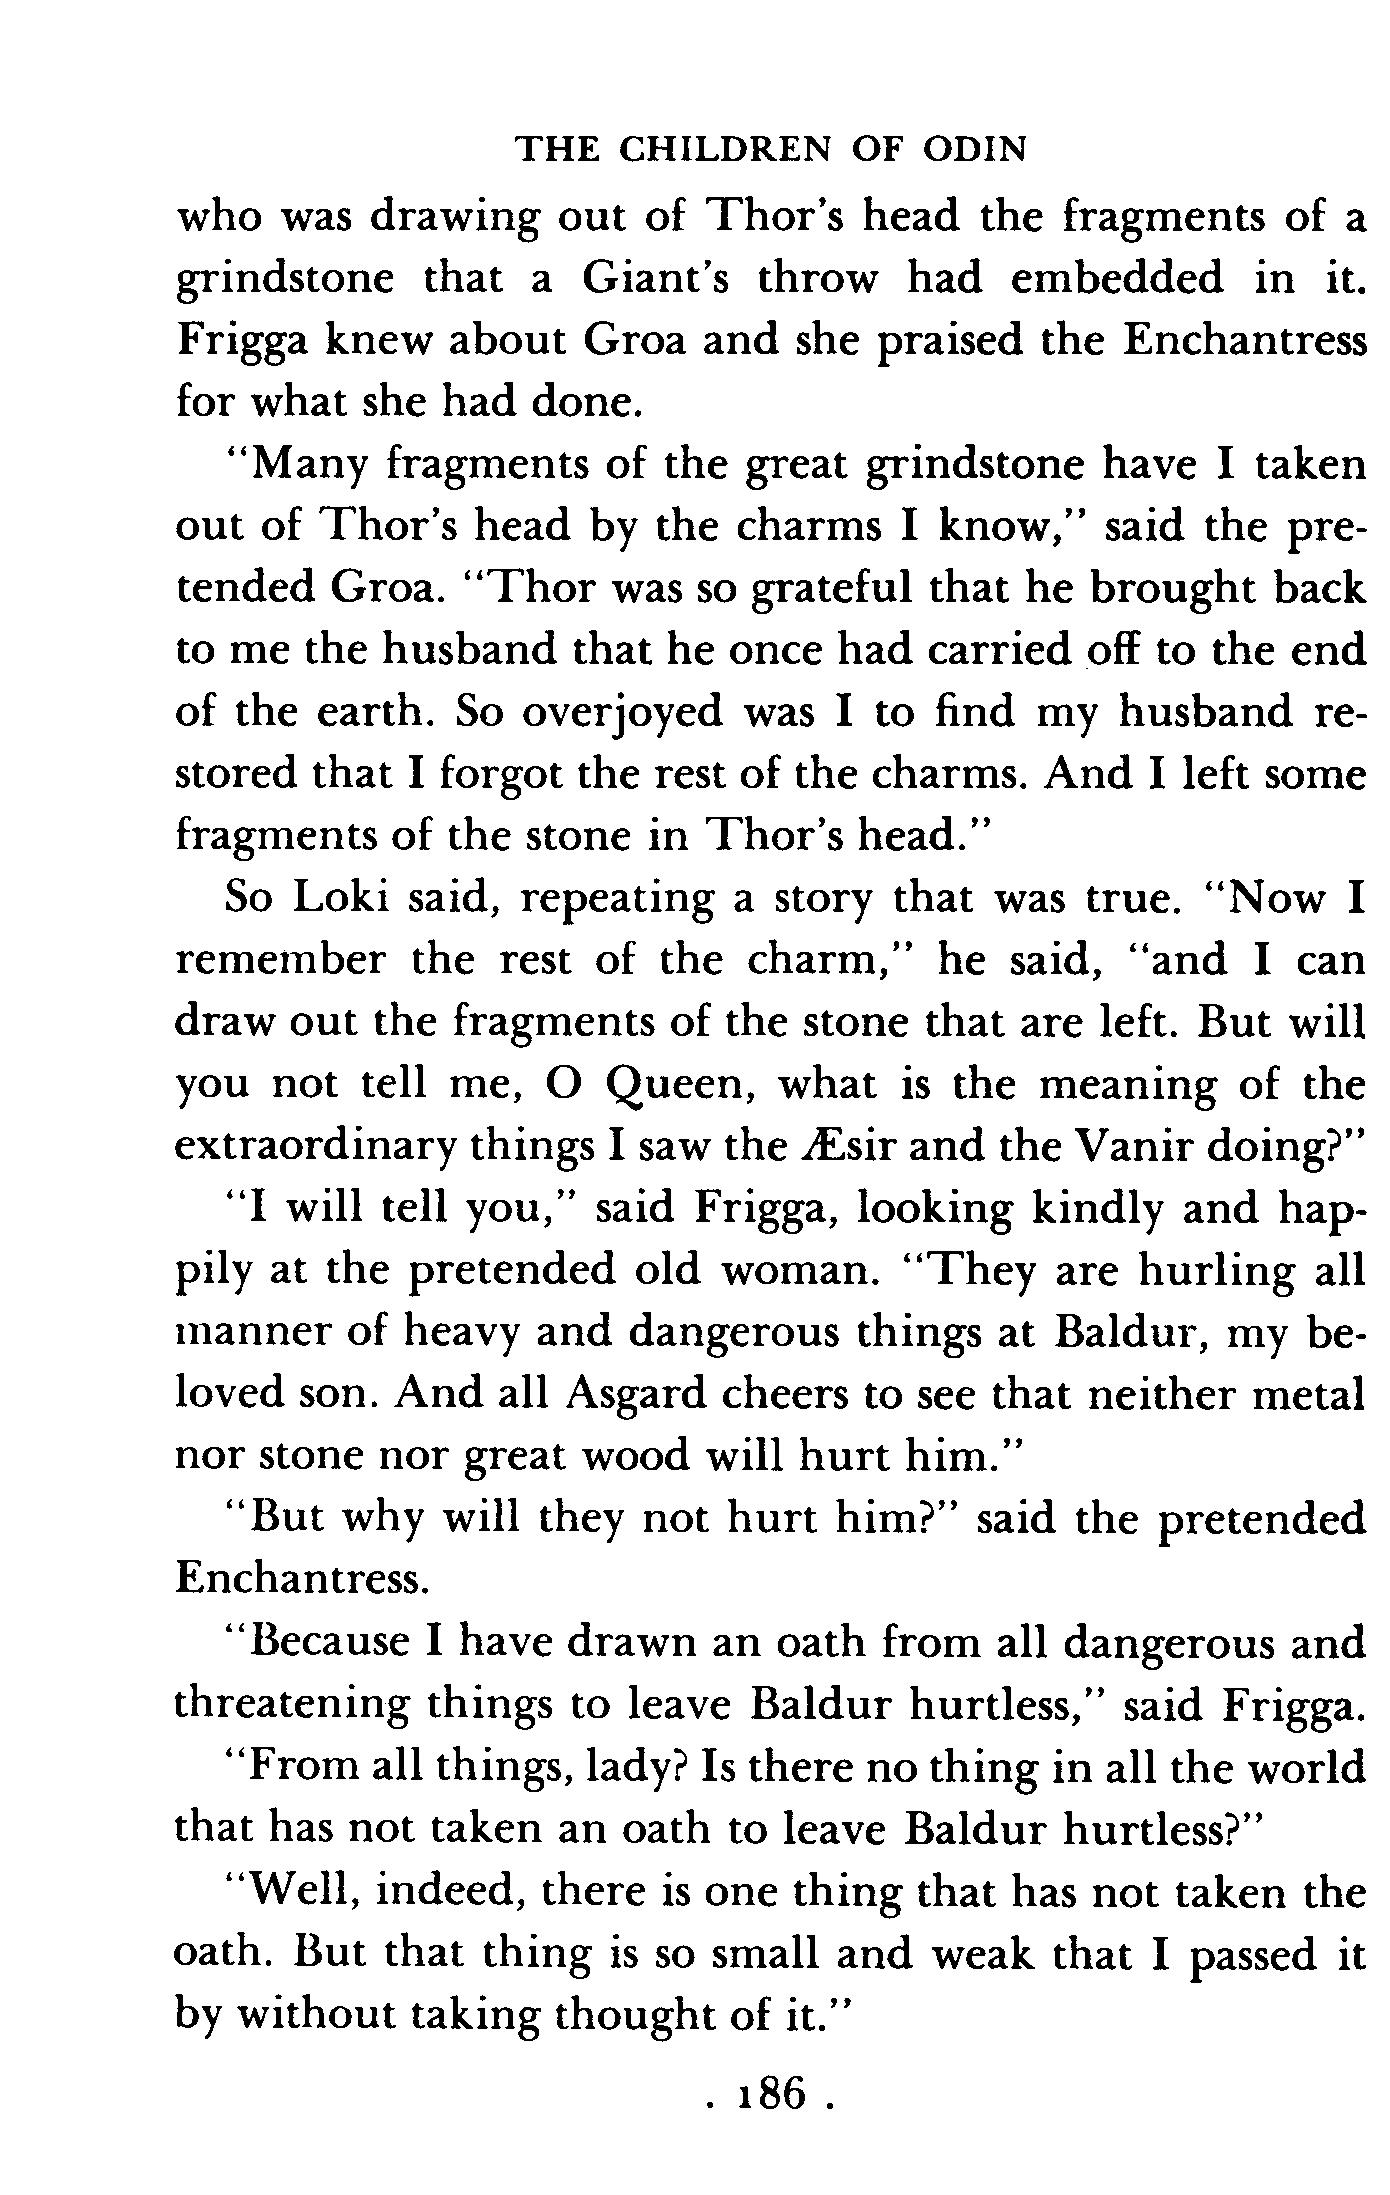 THE CHILDREN OF ODIN
who was drawing out of Thor's head the fragments of a
grindstone that a Giant's throw had embedded in it.
Frigga knew about Groa and she praised the Enchantress
for what she had done.
"Many fragments of the great grindstone have I taken
out of Thor's head by the charms I know," said the pre-
tended Groa. "Thor was so grateful that he brought back
to me the husband that he once had carried off to the end
of the earth. So overjoyed was I to find my husband re-
stored that I forgot the rest of the charms. And I left some
fragments of the stone in Thor's head."
So Loki said, repeating a story that was true. "Now I
remember the rest of the charm," he said, "and I can
draw out the fragments of the stone that are left. But will
you not tell me, O Queen, what is the meaning of the
extraordinary things I saw the Æsir and the Vanir doing?"
"I will tell you," said Frigga, looking kindly and hap-
pily at the pretended old woman. "They are hurling all
manner of heavy and dangerous things at Baldur, my be-
loved son. And all Asgard cheers to see that neither metal
nor stone nor great wood will hurt him."
"But why will they not hurt him?" said the pretended
Enchantress.
"Because I have drawn an oath from all dangerous and
threatening things to leave Baldur hurtless," said Frigga.
"From all things, lady? Is there no thing in all the world
that has not taken an oath to leave Baldur hurtless?"
"Well, indeed, there is one thing that has not taken the
oath. But that thing is so small and weak that I passed it
by without taking thought of it."
. 186 .